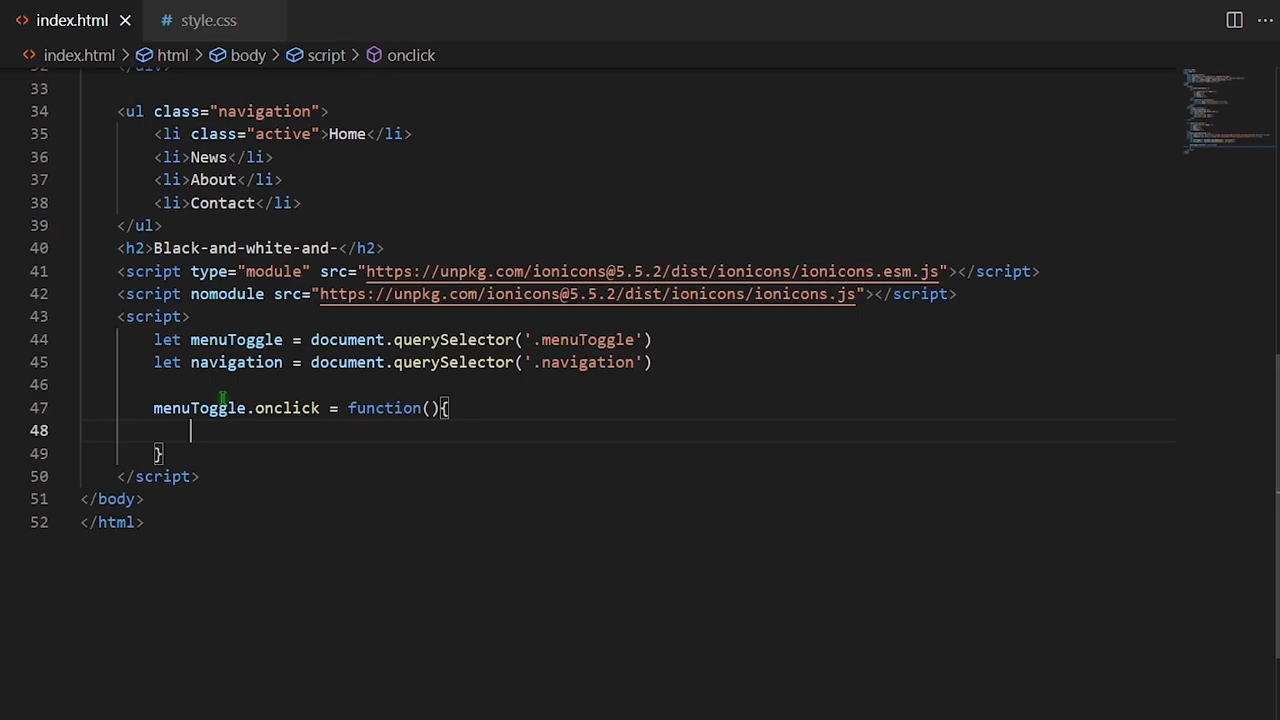 index.html
# style.css
index.html > html > body > script > onclick
32 </div>
33
34 <ul class="navigation">
35 <li class="active">Home</li>
36 <li>News</li>
37 <li>About</li>
38 <li>Contact</li>
39 </ul>
40 <h2>Black-and-white-and-</h2>
41 <script type="module" src="https://unpkg.com/ionicons@5.5.2/dist/ionicons/ionicons.esm.js"></script>
42 <script nomodule src="https://unpkg.com/ionicons@5.5.2/dist/ionicons/ionicons.js"></script>
43 <script>
44 let menuToggle = document.querySelector('.menuToggle')
45 let navigation = document.querySelector('.navigation')
46
47 menuToggle.onclick = function(){
48
49 }
50 </script>
51 </body>
52 </html>